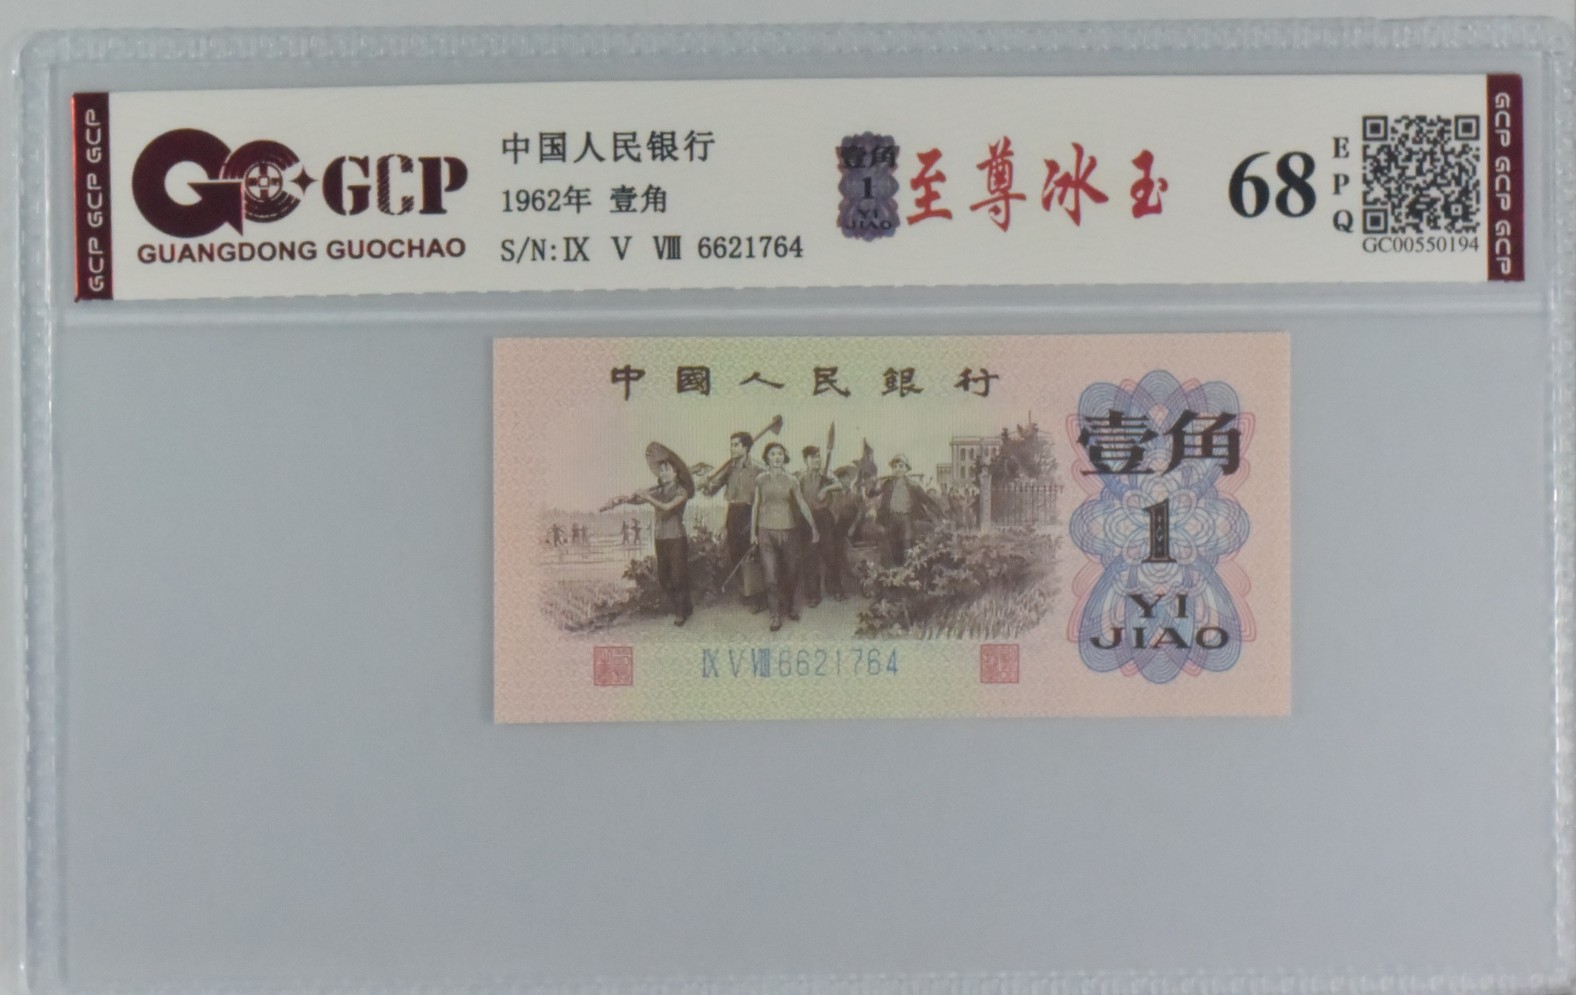 GCP GCP GCP
GCP
GUANGDONG GUOCHAO
中国人民银行
1962年 壹角
S/N:Ⅸ Ⅴ Ⅷ 6621764
壹角
1
YI
JIAO
至尊冰玉
68
E
P
Q
GC00550194
GCP GCP GCP
中國人民銀行
壹角
1
YI
JIAO
Ⅸ Ⅴ Ⅷ 6621764